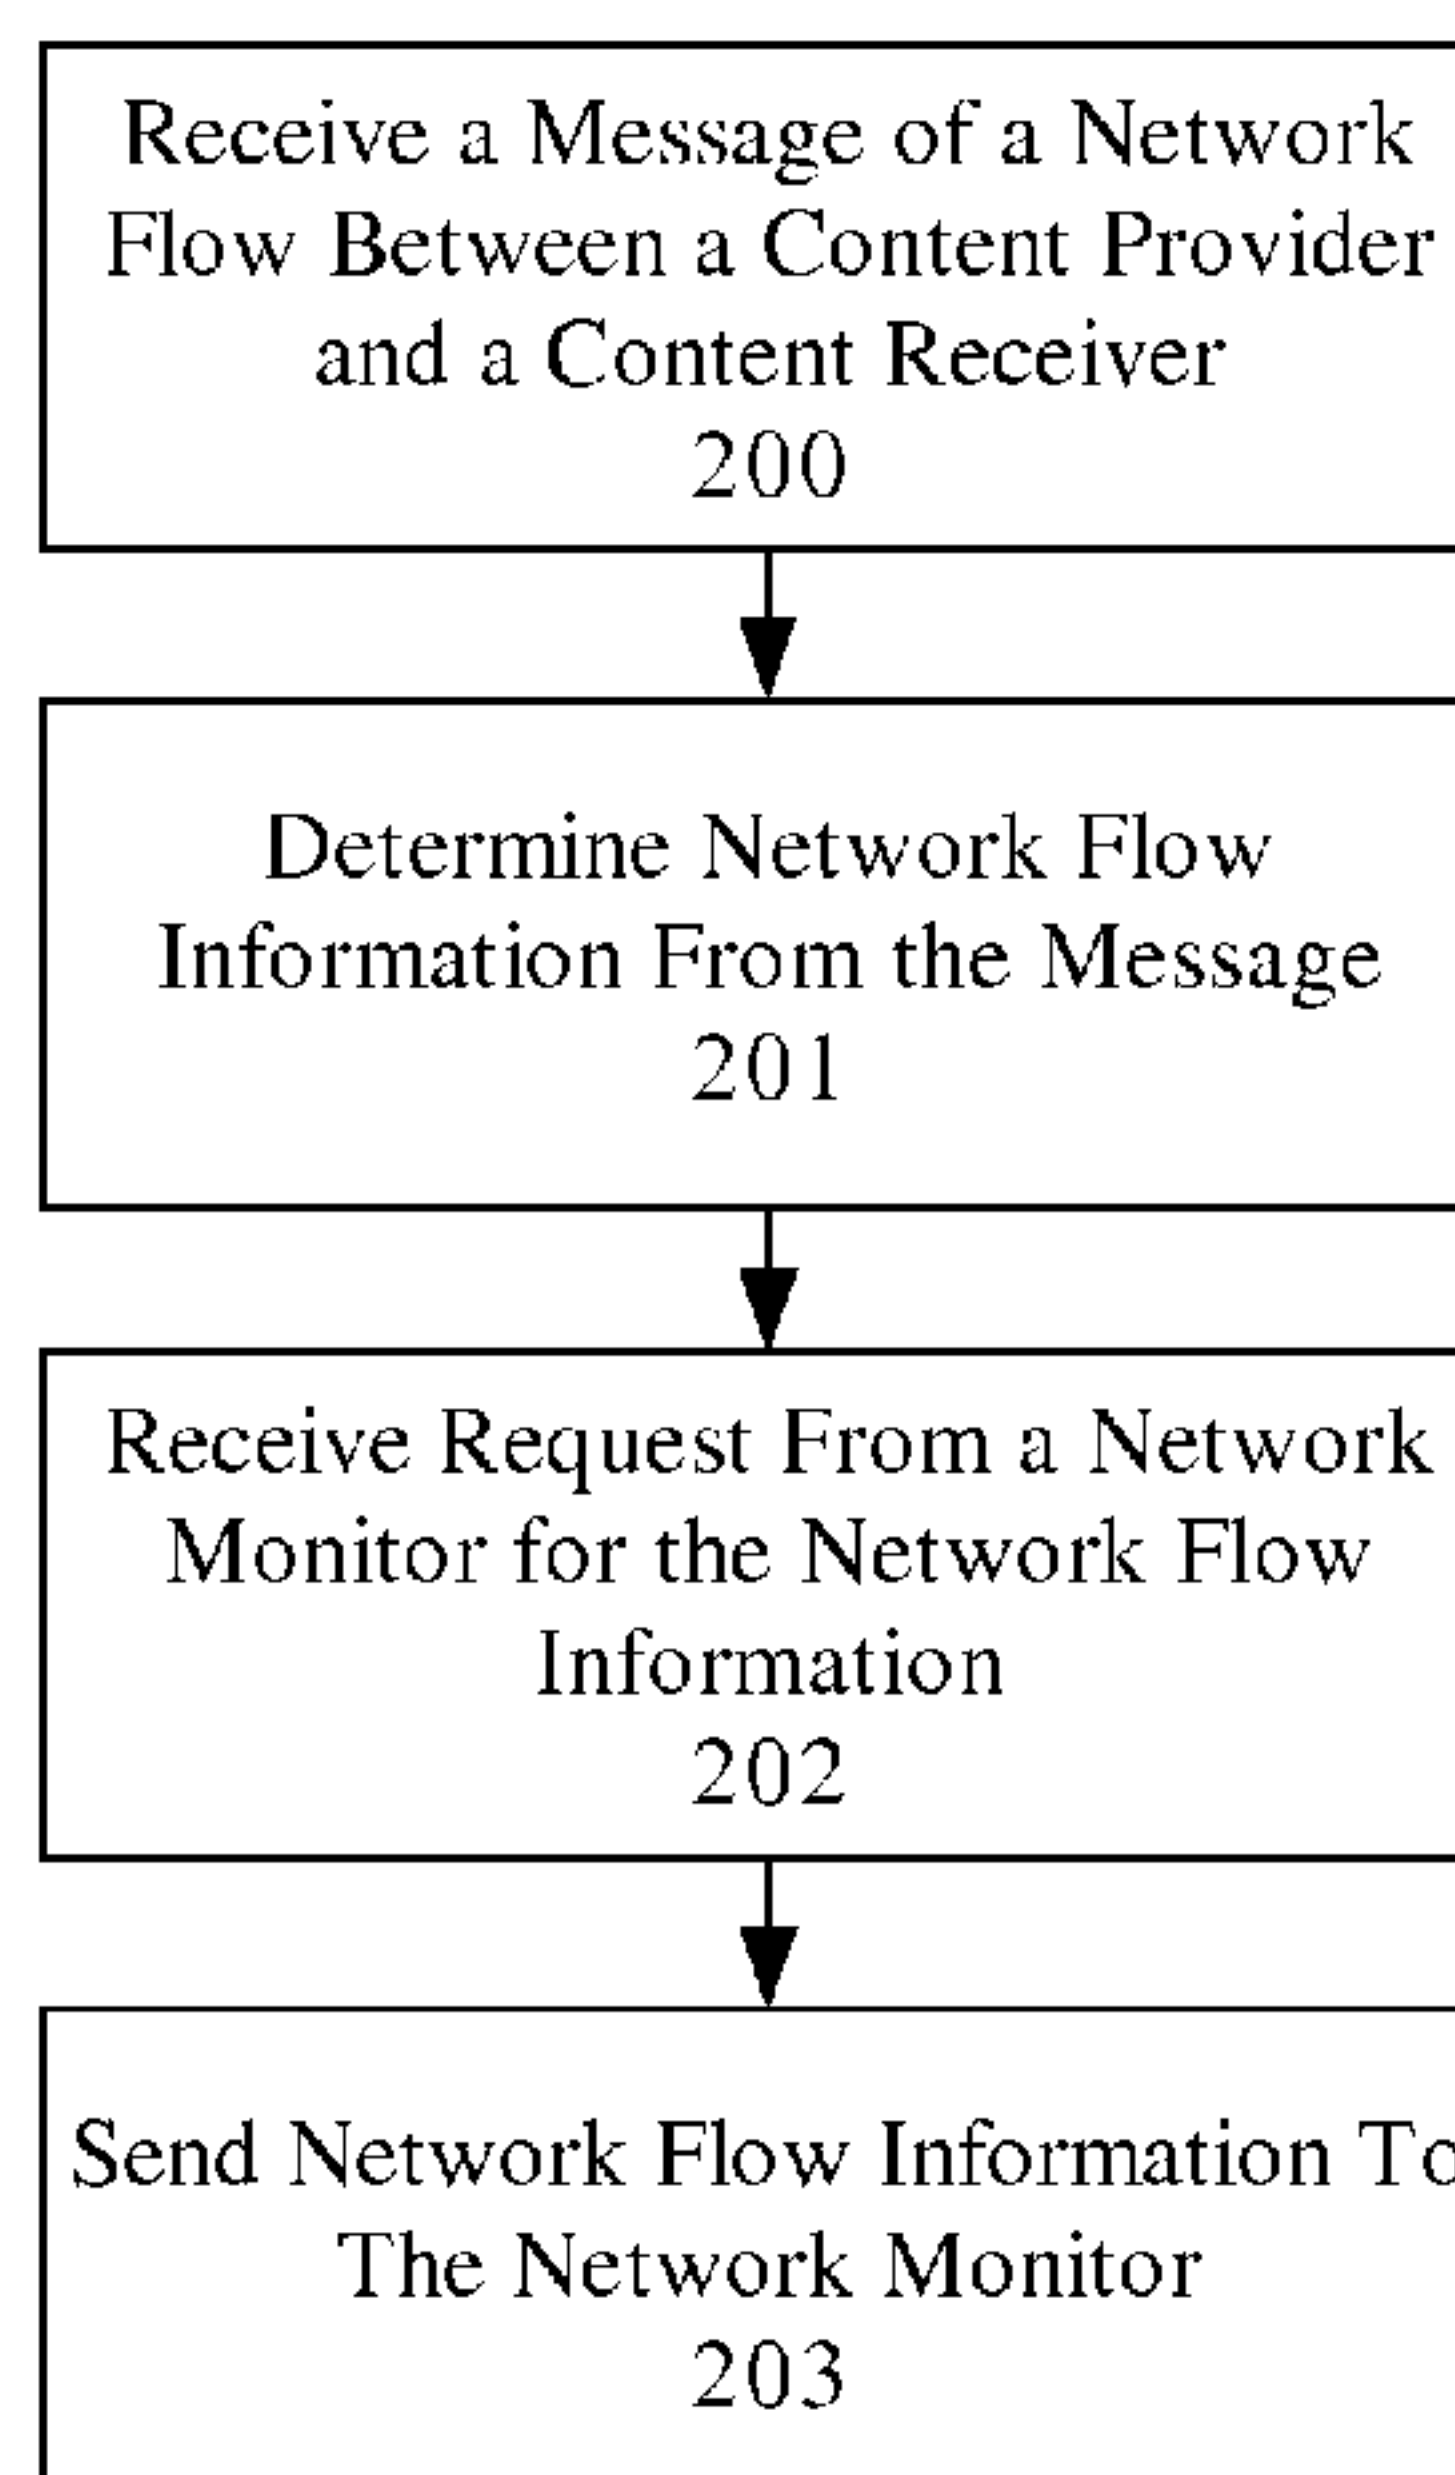 Receive a Message of a Network
Flow Between a Content Provider
and a Content Receiver
200
Determine Network Flow
Information From the Message
201
Receive Request From a Network
Monitor for the Network Flow
Information
202
Send Network Flow Information To
The Network Monitor
203